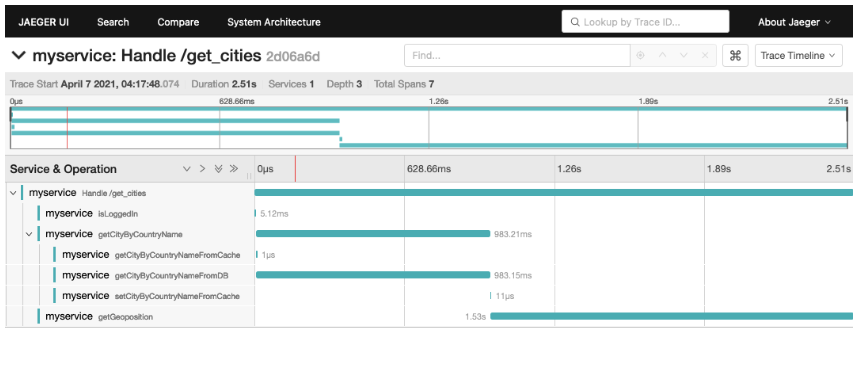 JAEGER UI Search Compare System Architecture Lookup by Trace ID... About Jaeger
myservice: Handle /get_cities 2d06a6d Find... Trace Timeline
Trace Start April 7 2021, 04:17:48.074 Duration 2.51s Services 1 Depth 3 Total Spans 7
0μs 628.66ms 1.26s 1.89s 2.51s
Service & Operation 0μs 628.66ms 1.26s 1.89s 2.51s
myservice Handle /get_cities
myservice isLoggedIn 5.12ms
myservice getCityByCountryName 983.21ms
myservice getCityByCountryNameFromCache 1μs
myservice getCityByCountryNameFromDB 983.15ms
myservice setCityByCountryNameFromCache 11μs
myservice getGeoposition 1.53s